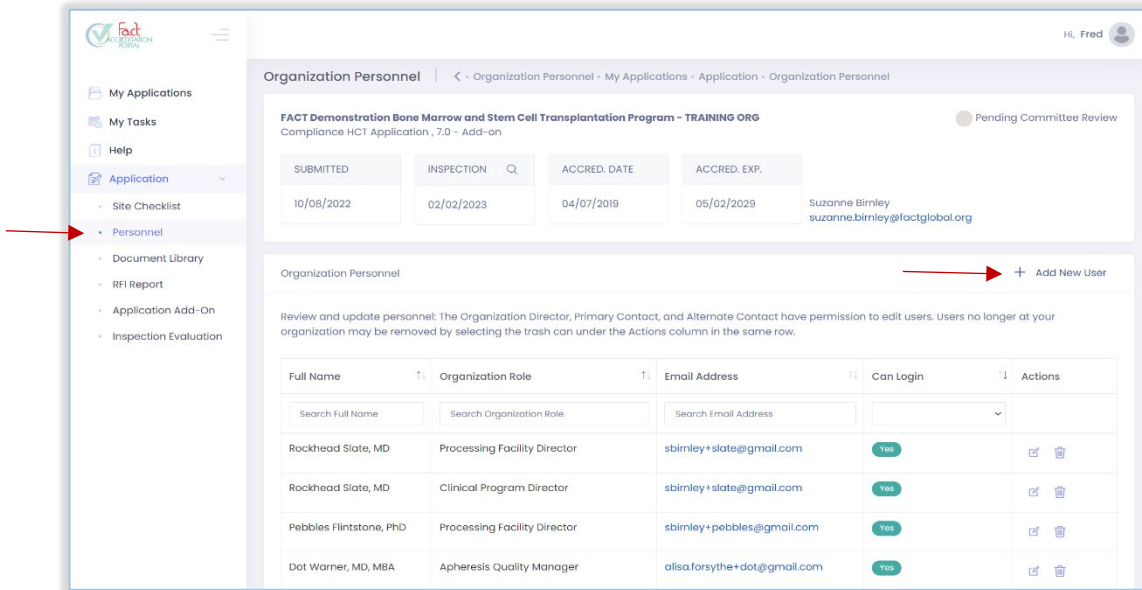 Fact
ACCREDITATION
PORTAL
Hi, Fred
My Applications
My Tasks
Help
Application
Site Checklist
Personnel
Document Library
RFI Report
Application Add-On
Inspection Evaluation
Organization Personnel
Organization Personnel • My Applications • Application • Organization Personnel
FACT Demonstration Bone Marrow and Stem Cell Transplantation Program - TRAINING ORG
Pending Committee Review
Compliance HCT Application , 7.0 - Add-on
SUBMITTED INSPECTION ACCRED. DATE ACCRED. EXP.
10/08/2022 02/02/2023 04/07/2019 05/02/2029
Suzanne Birnley
suzanne.birnley@factglobal.org
Organization Personnel
+ Add New User
Review and update personnel: The Organization Director, Primary Contact, and Alternate Contact have permission to edit users. Users no longer at your
organization may be removed by selecting the trash can under the Actions column in the same row.
Full Name Organization Role Email Address Can Login Actions
Search Full Name Search Organization Role Search Email Address
Rockhead Slate, MD Processing Facility Director sbirnley+slate@gmail.com Yes
Rockhead Slate, MD Clinical Program Director sbirnley+slate@gmail.com Yes
Pebbles Flintstone, PhD Processing Facility Director sbirnley+pebbles@gmail.com Yes
Dot Warner, MD, MBA Apheresis Quality Manager alisa.forsythe+dot@gmail.com Yes